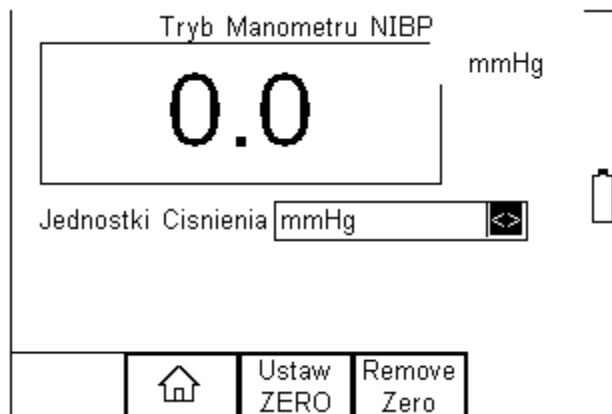 Tryb Manometru NIBP
mmHg
0.0
Jednostki Cisnienia mmHg <>
Ustaw ZERO
Remove Zero